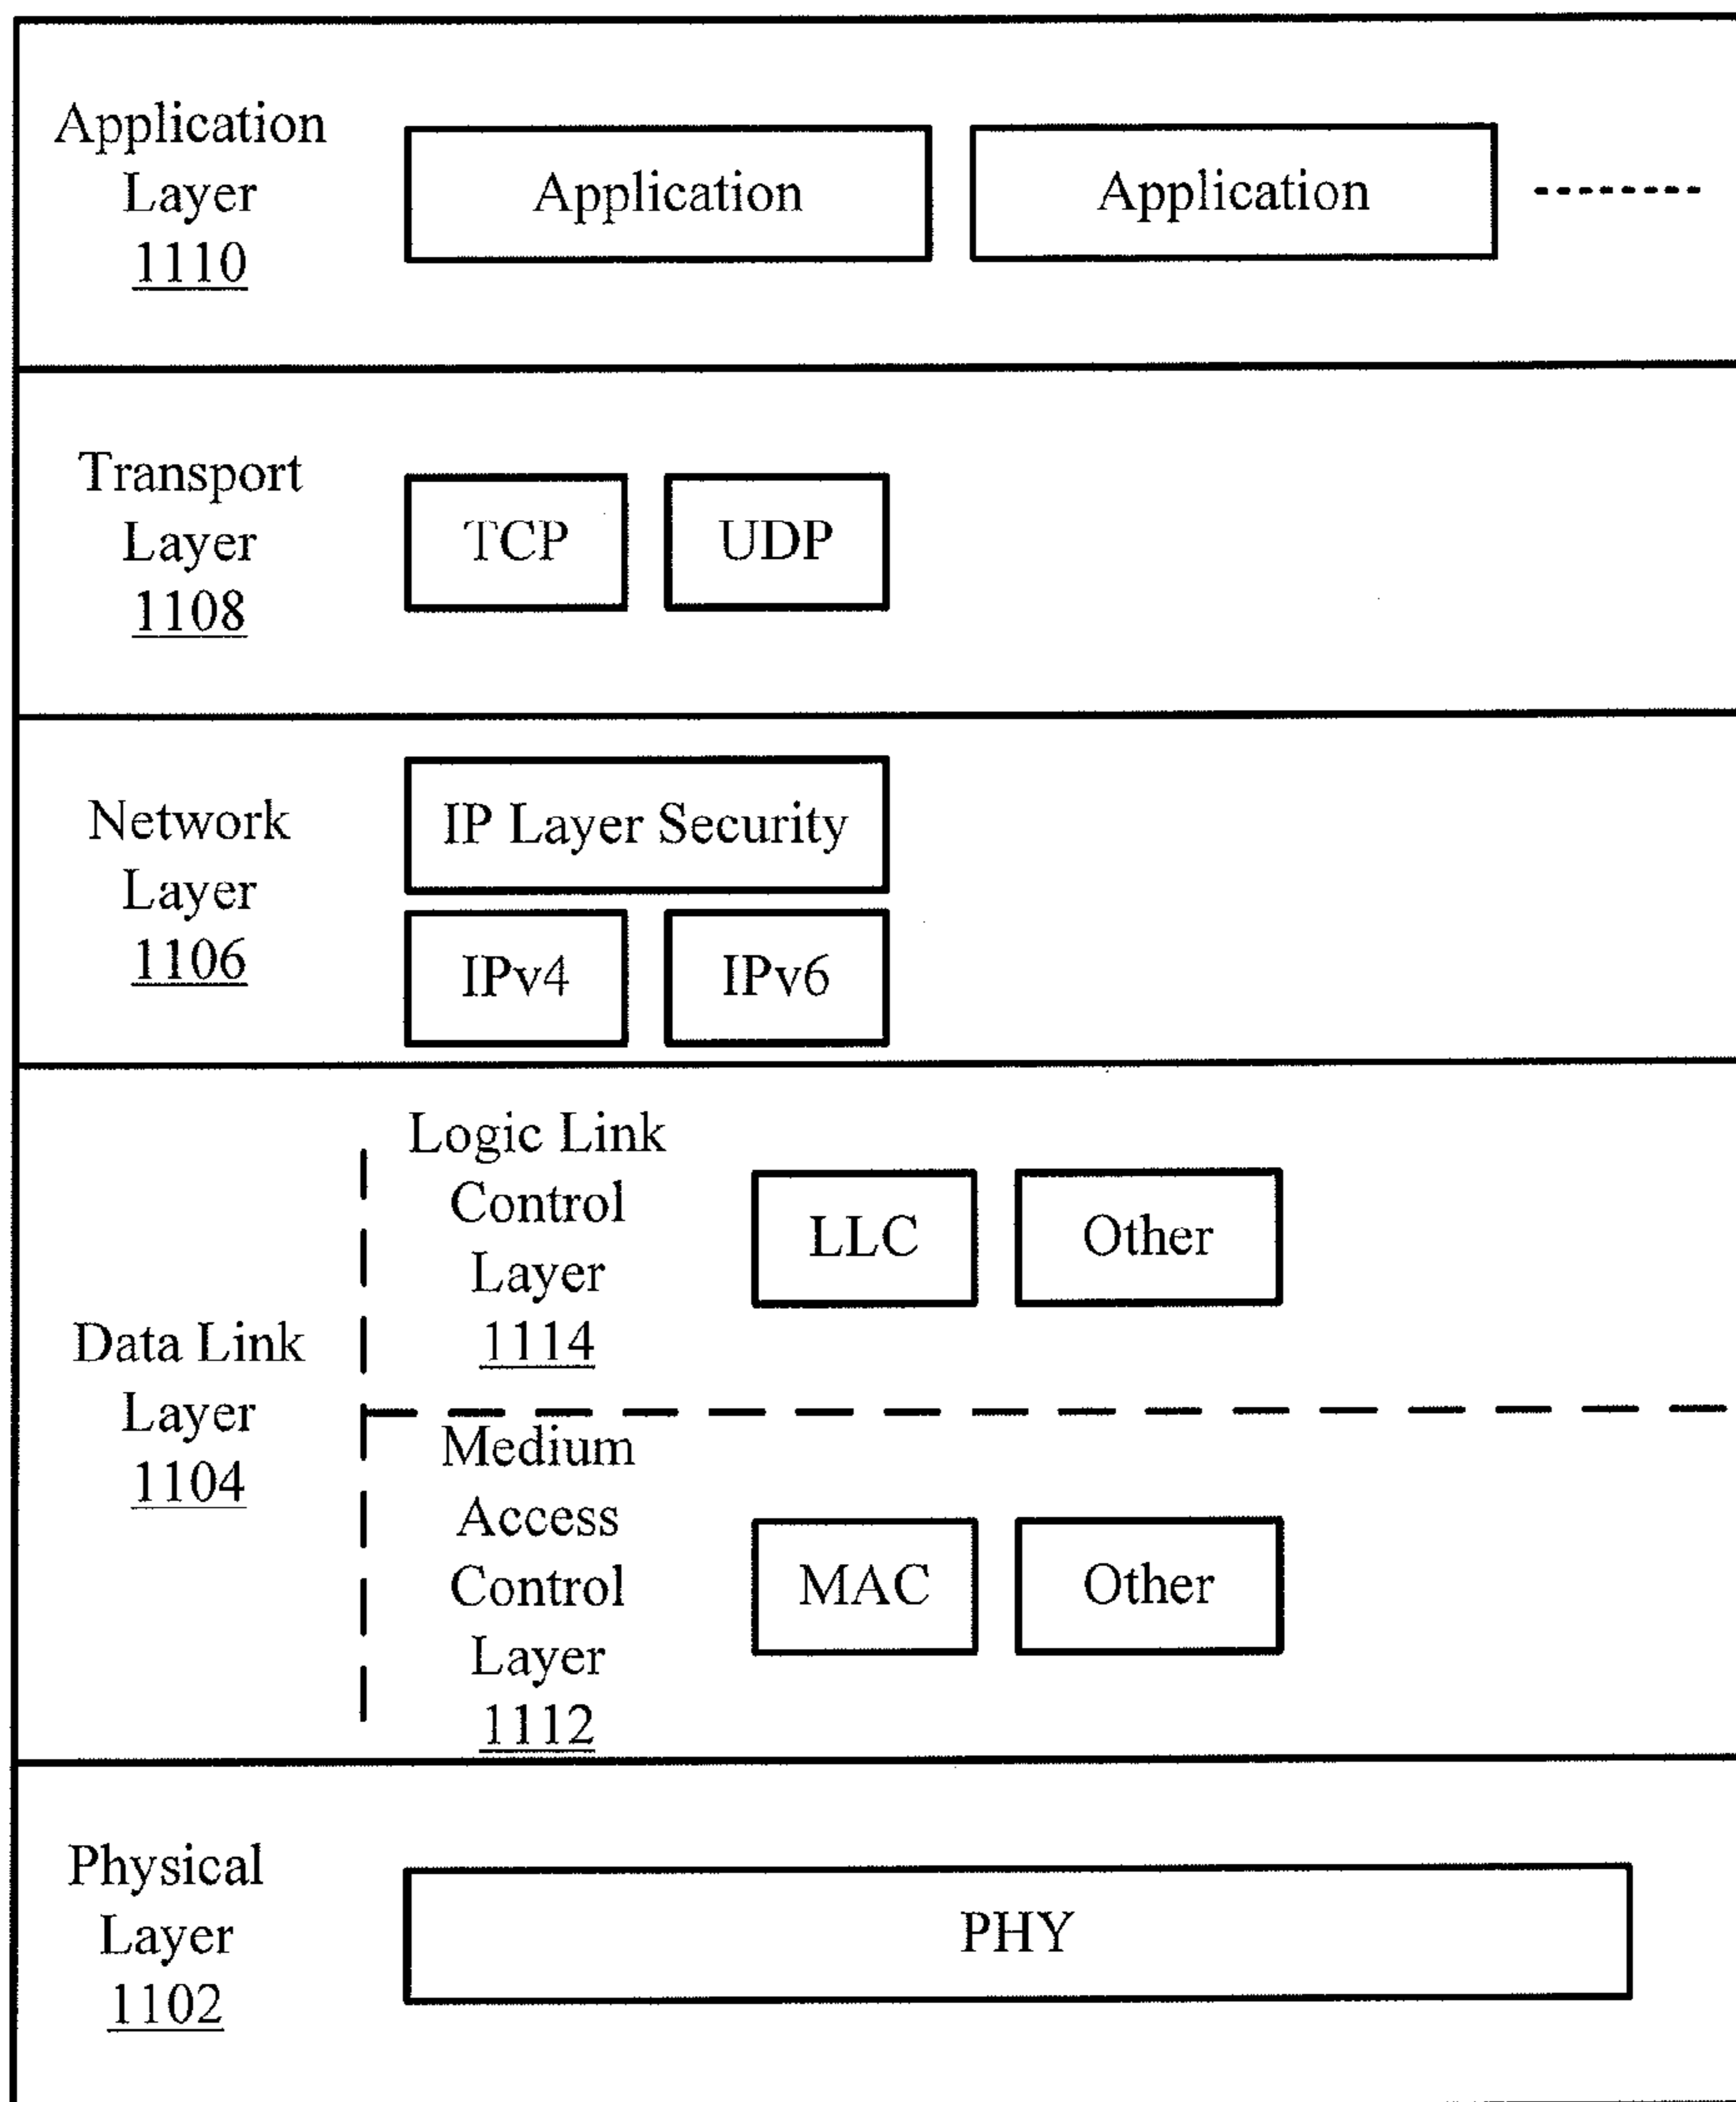 Application
Layer
1110
Application
Application
Transport
Layer
1108
TCP
UDP
Network
Layer
1106
IP Layer Security
IPv4
IPv6
Data Link
Layer
1104
Logic Link
Control
Layer
1114
LLC
Other
Medium
Access
Control
Layer
1112
MAC
Other
Physical
Layer
1102
PHY